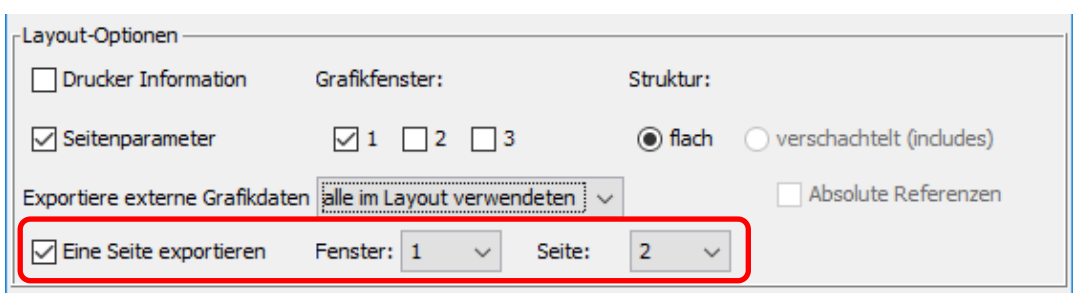 Layout-Optionen
Drucker Information Grafikfenster: Struktur:
Seitenparameter 1 2 3 flach verschachtelt (includes)
Exportiere externe Grafikdaten alle im Layout verwendeten Absolute Referenzen
Eine Seite exportieren Fenster: 1 Seite: 2